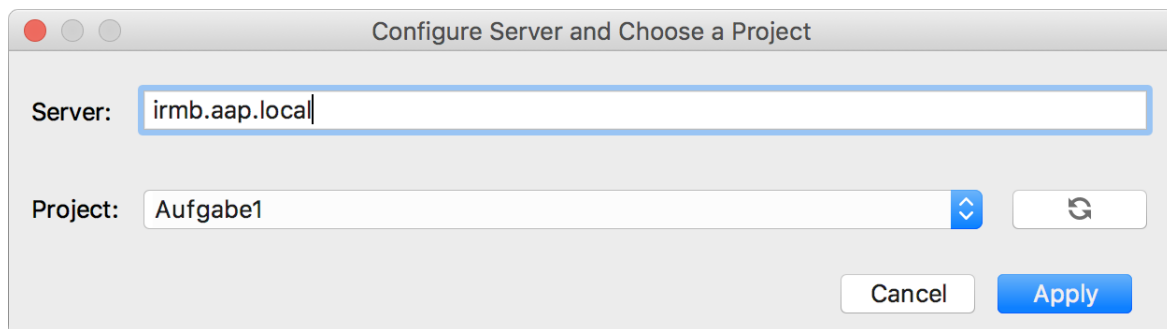 Configure Server and Choose a Project
Server: irmb.aap.local
Project: Aufgabe1
Cancel Apply